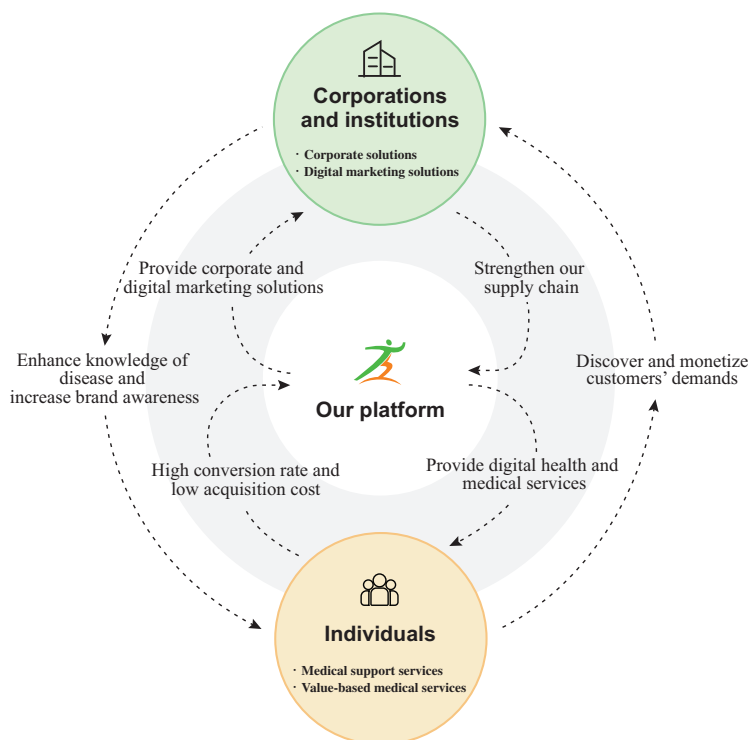 Corporations
and institutions
· Corporate solutions
· Digital marketing solutions
Provide corporate and
digital marketing solutions
Strengthen our
supply chain
Enhance knowledge of
disease and
increase brand awareness
Discover and monetize
customers’ demands
Our platform
High conversion rate and
low acquisition cost
Provide digital health and
medical services
Individuals
· Medical support services
· Value-based medical services